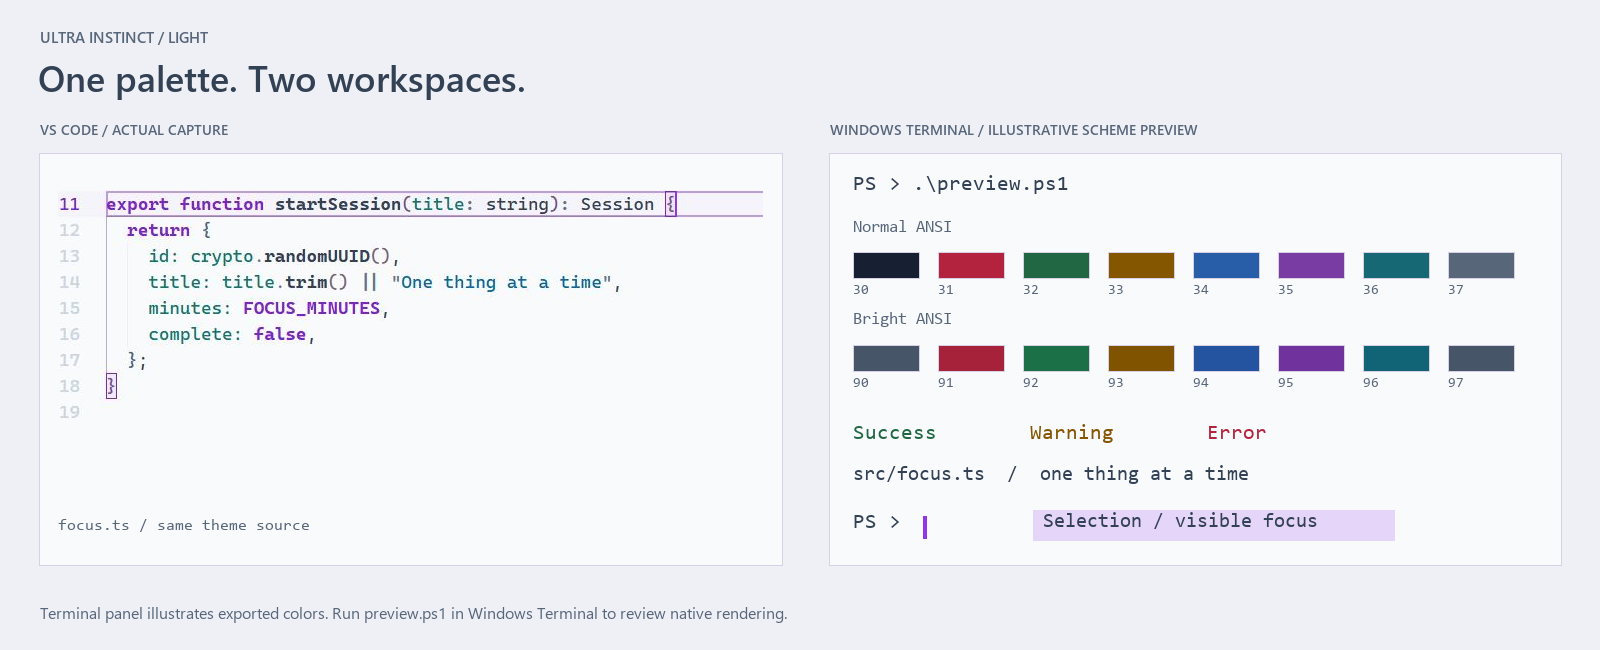 ULTRA INSTINCT / LIGHT
One palette. Two workspaces.
VS CODE / ACTUAL CAPTURE
11 export function startSession(title: string): Session {
12 return {
13 id: crypto.randomUUID(),
14 title: title.trim() || "One thing at a time",
15 minutes: FOCUS_MINUTES,
16 complete: false,
17 };
18 }
19
focus.ts / same theme source
WINDOWS TERMINAL / ILLUSTRATIVE SCHEME PREVIEW
PS > .\preview.ps1
Normal ANSI
30 31 32 33 34 35 36 37
Bright ANSI
90 91 92 93 94 95 96 97
Success Warning Error
src/focus.ts / one thing at a time
PS > Selection / visible focus
Terminal panel illustrates exported colors. Run preview.ps1 in Windows Terminal to review native rendering.